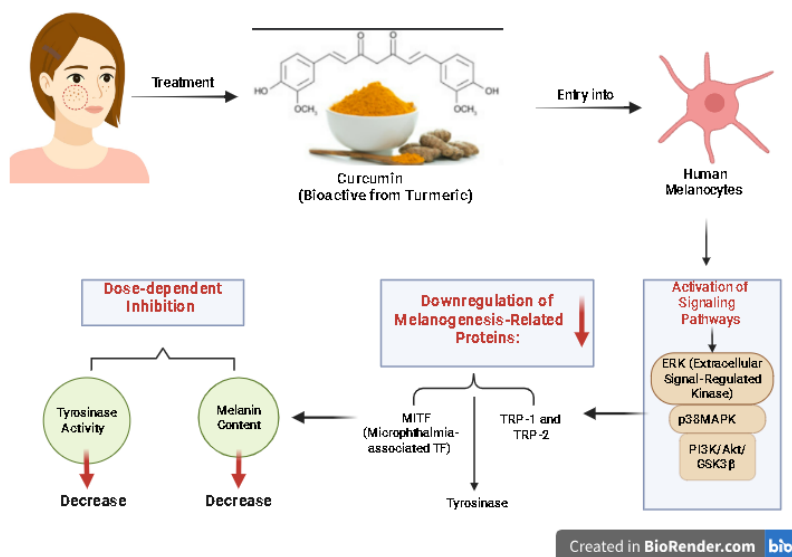 Treatment
HO
OCH₃
O
O
OCH₃
OH
Entry into
Curcumin
(Bioactive from Turmeric)
Human
Melanocytes
Activation of
Signaling
Pathways
ERK (Extracellular
Signal-Regulated
Kinase)
p38MAPK
PI3K/Akt/
GSK3β
Downregulation of
Melanogenesis-Related
Proteins:
MITF
(Microphthalmia-
associated TF)
TRP-1 and
TRP-2
Tyrosinase
Dose-dependent
Inhibition
Tyrosinase
Activity
Melanin
Content
Decrease
Decrease
Created in BioRender.com
bio